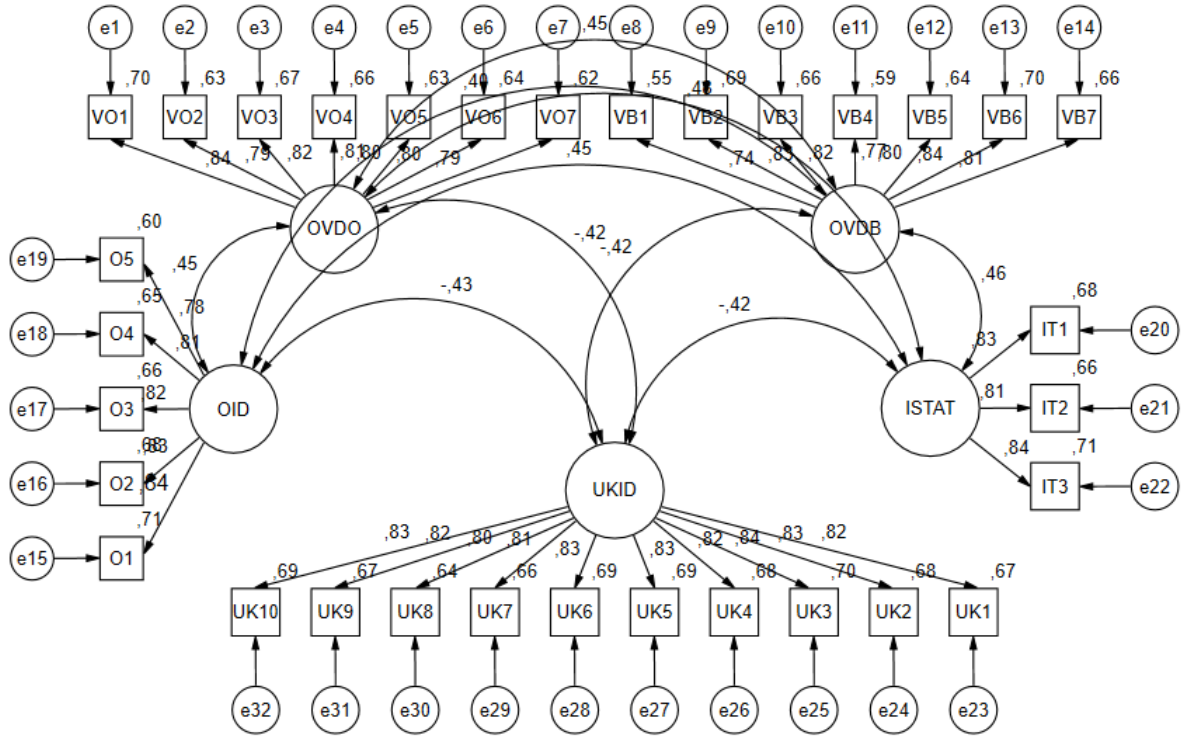 e1 e2 e3 e4 e5 e6 e7 ,45 e8 e9 e10 e11 e12 e13 e14
,70 ,63 ,67 ,66 ,63 ,40 ,64 ,62 ,55 ,69 ,66 ,59 ,64 ,70 ,66
VO1 VO2 VO3 VO4 VO5 VO6 VO7 VB1 VB2 VB3 VB4 VB5 VB6 VB7
,84 ,79 ,82 ,81 ,80 ,80 ,79 ,45 ,74 ,83 ,82 ,77 ,80 ,84 ,81
OVDO OVDB
,60 -,42
e19 O5 ,45 -,42 ,46
,65 ,78 -,43 -,42 ,68
e18 O4 ,81 IT1 e20
,83
,66 ,82 ,81 ,66
e17 O3 OID ISTAT IT2 e21
,68 ,83 ,84 ,71
e16 O2 ,84 UKID IT3 e22
,71
e15 O1 ,83 ,82 ,80 ,81 ,83 ,83 ,82 ,84 ,83 ,82
,69 ,67 ,64 ,66 ,69 ,69 ,68 ,70 ,68 ,67
UK10 UK9 UK8 UK7 UK6 UK5 UK4 UK3 UK2 UK1
e32 e31 e30 e29 e28 e27 e26 e25 e24 e23